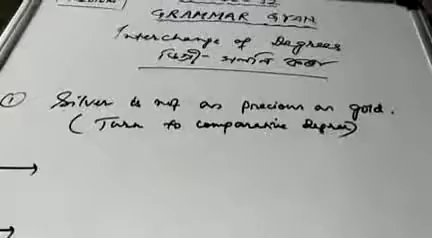 GRAMMAR GYAN
Interchange of Degrees
ডিগ্রী-
① Silver is not as precious as gold.
(Turn to comparative degree)